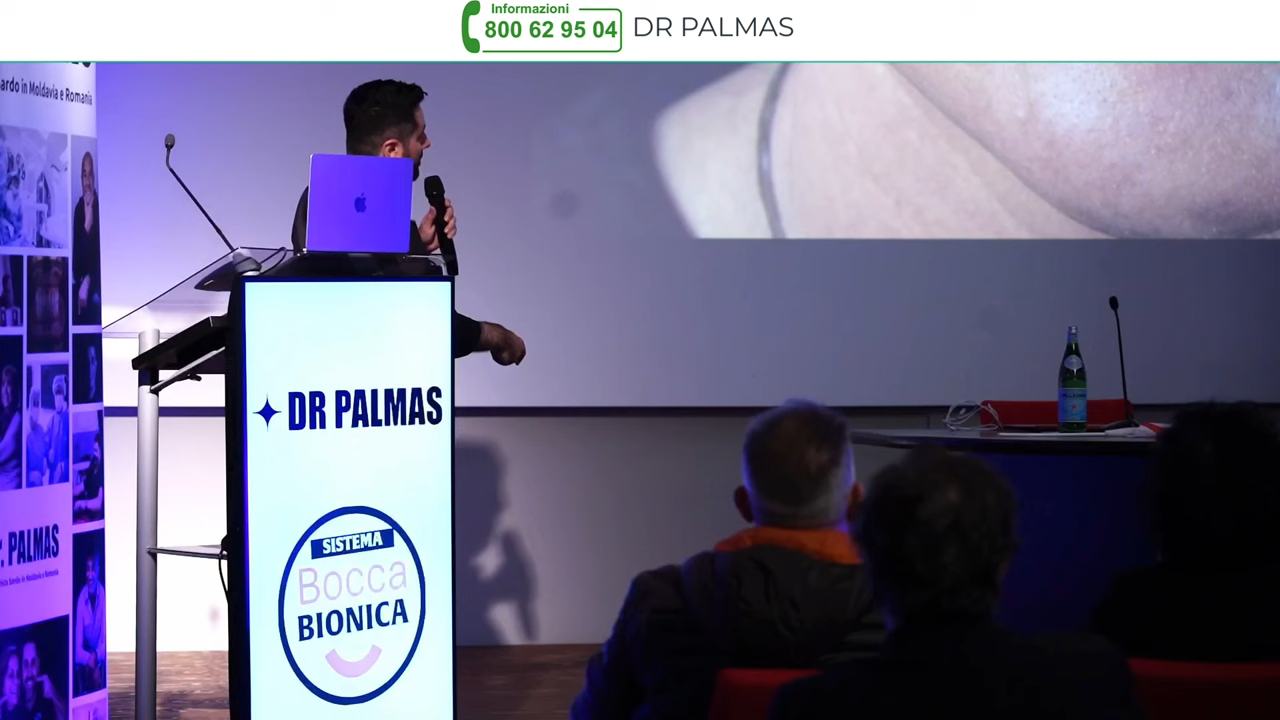 Informazioni
800 62 95 04
DR PALMAS
ardo in Moldavia e Romania
DR PALMAS
SISTEMA
Bocca
BIONICA
PALMAS